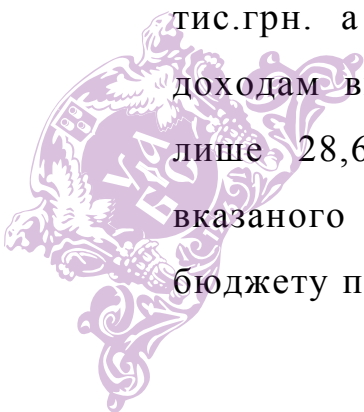 тис.грн. а
доходам в
лише 28,6
вказаного
бюджету п